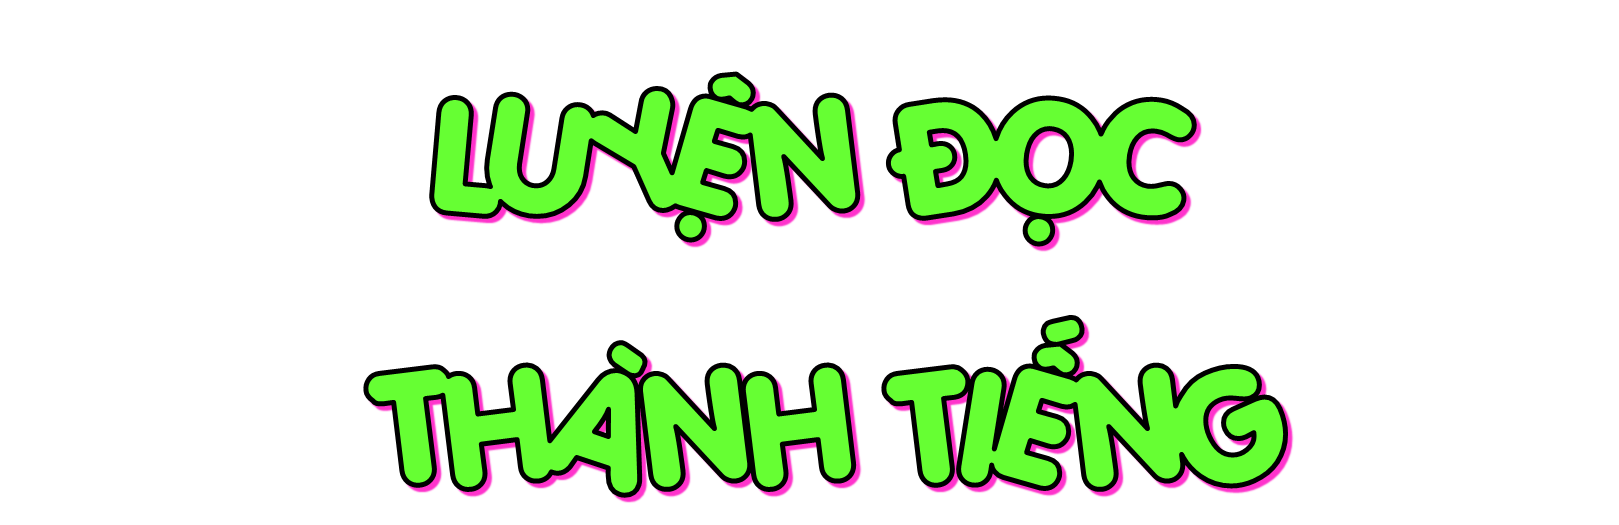 LUYỆN ĐỌC
THÀNH TIẾNG